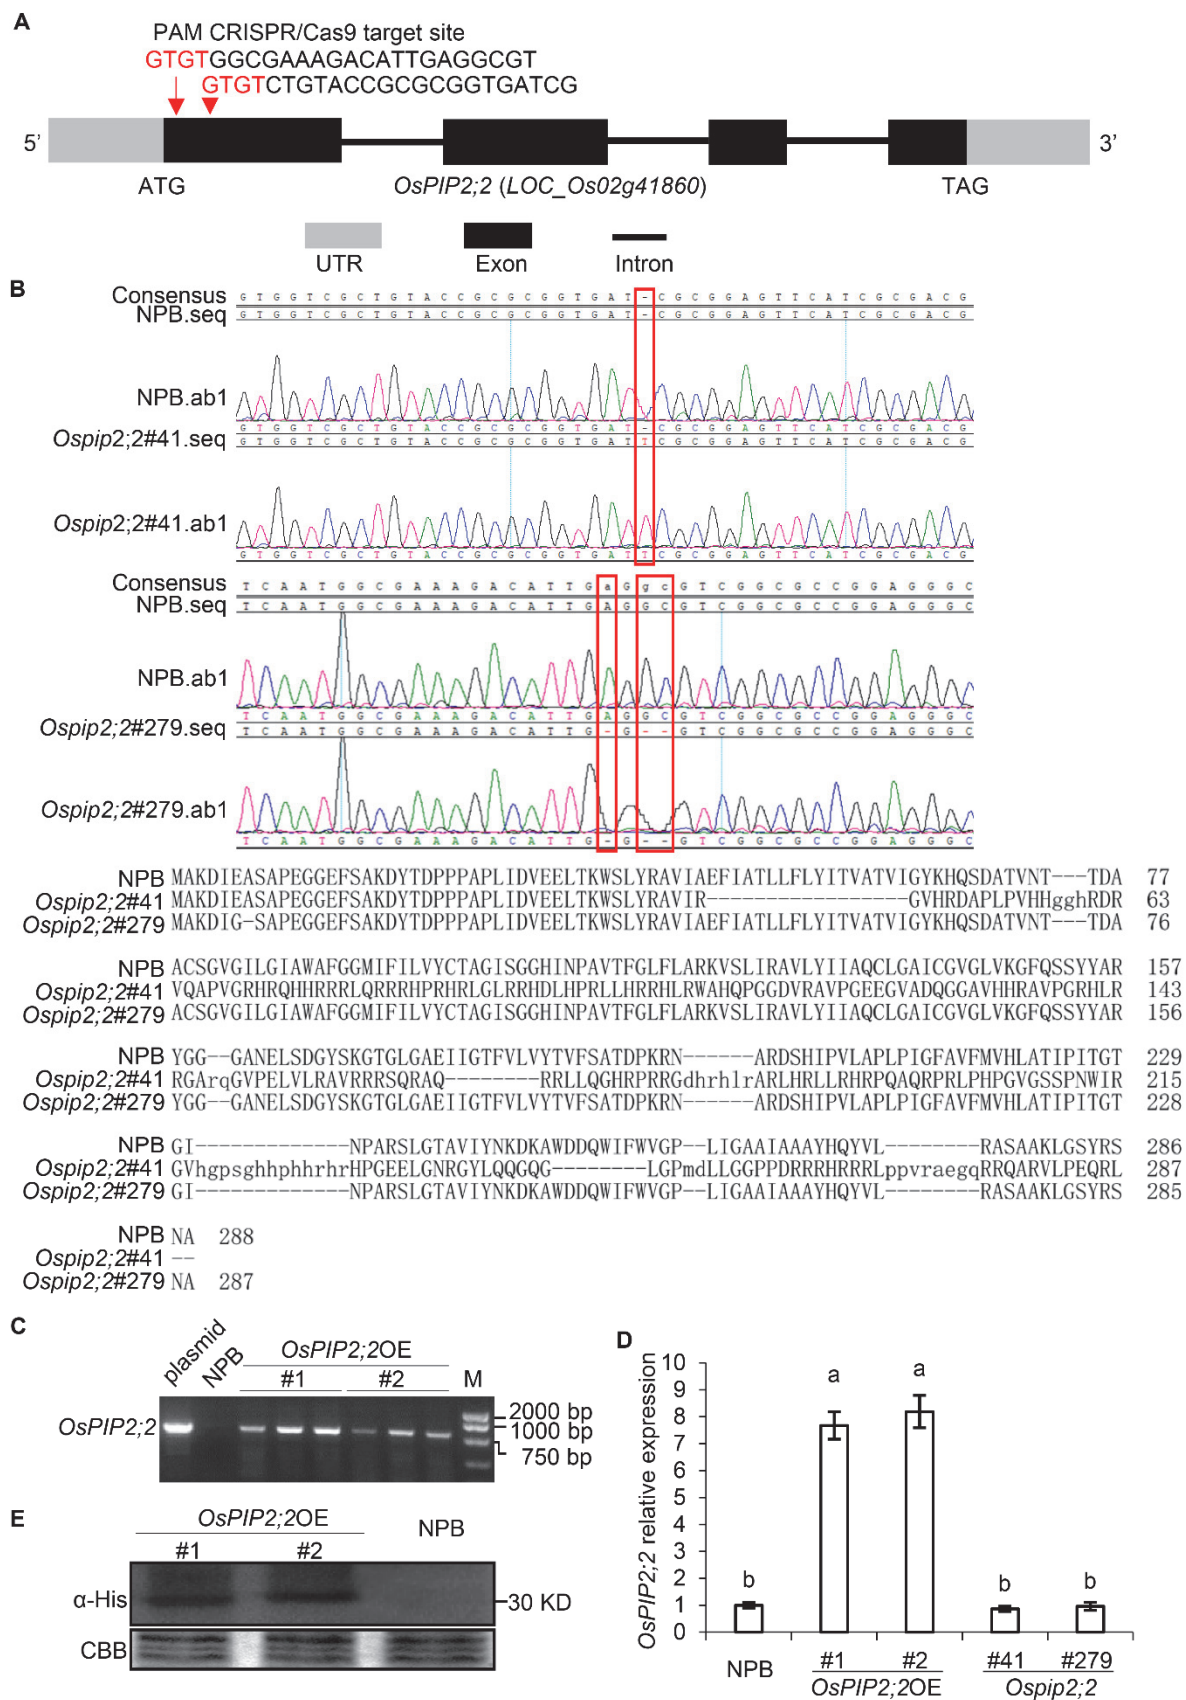 A
PAM CRISPR/Cas9 target site
GTGTGGCGAAAGACATTGAGGCGT
GTGTCTGTACCGCGCGGTGATCG
5’ 3’
ATG OsPIP2;2 (LOC_Os02g41860) TAG
UTR Exon Intron
B
Consensus G T G G T C G C T G T A C C G C G C G G T G A T - C G C G G A G T T C A T C G C G A C G
NPB.seq G T G G T C G C T G T A C C G C G C G G T G A T - C G C G G A G T T C A T C G C G A C G
NPB.ab1
G T G G T C G C T G T A C C G C G C G G T G A T - C G C G G A G T T C A T C G C G A C G
Ospip2;2#41.seq G T G G T C G C T G T A C C G C G C G G T G A T T C G C G G A G T T C A T C G C G A C G
Ospip2;2#41.ab1
G T G G T C G C T G T A C C G C G C G G T G A T T C G C G G A G T T C A T C G C G A C G
Consensus T C A A T G G C G A A A G A C A T T G a G g c G T C G G C G C C G G A G G G C
NPB.seq T C A A T G G C G A A A G A C A T T G A G G C G T C G G C G C C G G A G G G C
NPB.ab1
T C A A T G G C G A A A G A C A T T G A G G C G T C G G C G C C G G A G G G C
Ospip2;2#279.seq T C A A T G G C G A A A G A C A T T G - G - - G T C G G C G C C G G A G G G C
Ospip2;2#279.ab1
T C A A T G G C G A A A G A C A T T G - G - - G T C G G C G C C G G A G G G C
NPB MAKDIEASAPEGGEFSAKDYTDPPPAPLIDVEELTKWSLYRAVIAEFIATLLFLYITVATVIGYKHQSDATVNT---TDA 77
Ospip2;2#41 MAKDIEASAPEGGEFSAKDYTDPPPAPLIDVEELTKWSLYRAVIR-----------------GVHRDAPLPVHHgghRDR 63
Ospip2;2#279 MAKDIG-SAPEGGEFSAKDYTDPPPAPLIDVEELTKWSLYRAVIAEFIATLLFLYITVATVIGYKHQSDATVNT---TDA 76
NPB ACSGVGILGIAWAFGGMIFILVYCTAGISGGHINPAVTFGLFLARKVSLIRAVLYIIAQCLGAICGVGLVKGFQSSYYAR 157
Ospip2;2#41 VQAPVGRHRQHHRRRLQRRRHPRHRLGLRRHDLHPRLLHRRHLRWAHQPGGDVRAVPGEEGVADQGGAVHHRAVPGRHLR 143
Ospip2;2#279 ACSGVGILGIAWAFGGMIFILVYCTAGISGGHINPAVTFGLFLARKVSLIRAVLYIIAQCLGAICGVGLVKGFQSSYYAR 156
NPB YGG--GANELSDGYSKGTGLGAEIIGTFVLVYTVFSATDPKRN------ARDSHIPVLAPLPIGFAVFMVHLATIPITGT 229
Ospip2;2#41 RGArqGVPELVLRAVRRRSQRAQ--------RRLLQGHRPRRGdhrhlrARLHRLLRHRPQAQRPRLPHPGVGSSPNWIR 215
Ospip2;2#279 YGG--GANELSDGYSKGTGLGAEIIGTFVLVYTVFSATDPKRN------ARDSHIPVLAPLPIGFAVFMVHLATIPITGT 228
NPB GI--------------NPARSLGTAVIYNKDKAWDDQWIFWVGP--LIGAAIAAAYHQYVL--------RASAAKLGSYRS 286
Ospip2;2#41 GVhgpsghhphhrhrHPGEELGNRGYLQQGQG--------LGPmdLLGGPPDRRRHRRRLppvraegqRRQARVLPEQRL 287
Ospip2;2#279 GI--------------NPARSLGTAVIYNKDKAWDDQWIFWVGP--LIGAAIAAAYHQYVL--------RASAAKLGSYRS 285
NPB NA 288
Ospip2;2#41 --
Ospip2;2#279 NA 287
C
plasmid NPB OsPIP2;2OE
#1 #2 M
OsPIP2;2
2000 bp
1000 bp
750 bp
D
OsPIP2;2 relative expression
10
9
8
7
6
5
4
3
2
1
0
b a a b b
NPB #1 #2 #41 #279
OsPIP2;2OE Ospip2;2
E
OsPIP2;2OE NPB
#1 #2
α-His 30 KD
CBB